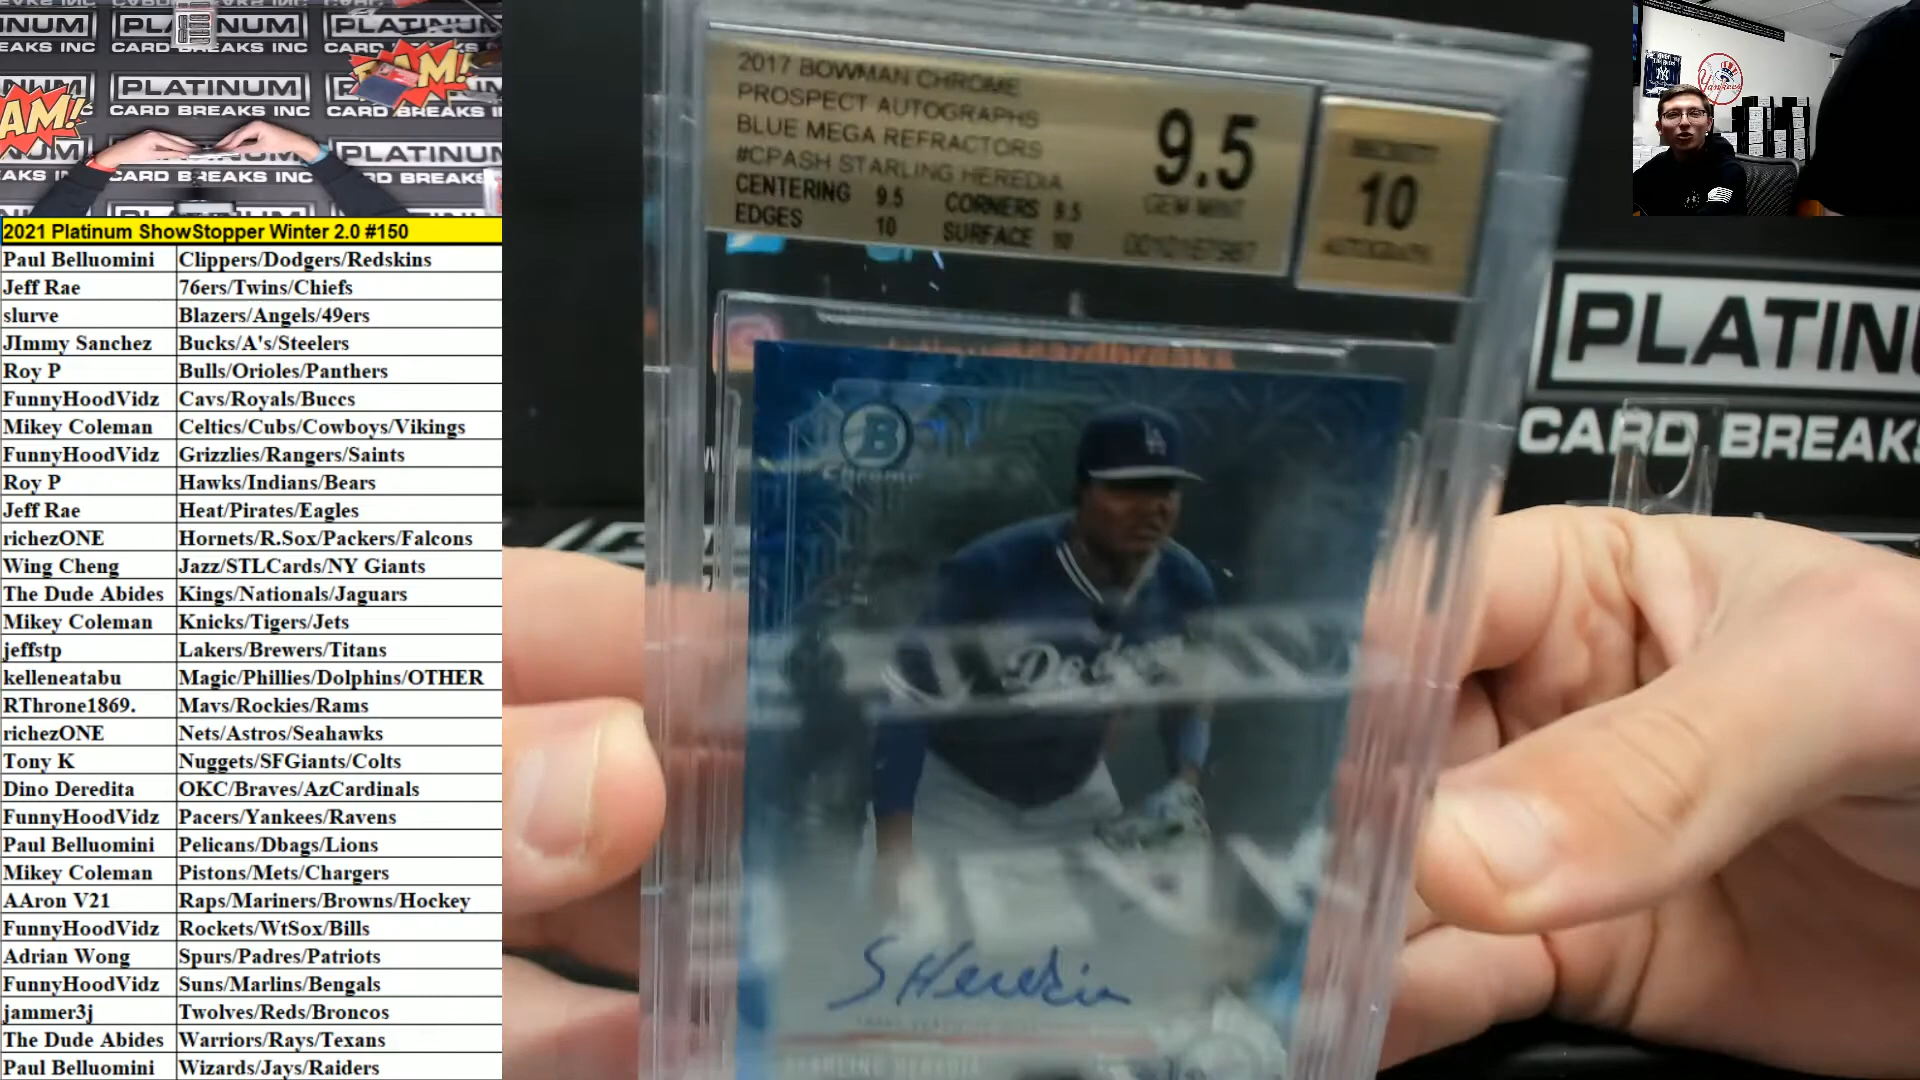 PLATINUM
CARD BREAKS INC
BAM!
2021 Platinum ShowStopper Winter 2.0 #150
Paul Belluomini Clippers/Dodgers/Redskins
Jeff Rae 76ers/Twins/Chiefs
slurve Blazers/Angels/49ers
JImmy Sanchez Bucks/A's/Steelers
Roy P Bulls/Orioles/Panthers
FunnyHoodVidz Cavs/Royals/Buccs
Mikey Coleman Celtics/Cubs/Cowboys/Vikings
FunnyHoodVidz Grizzlies/Rangers/Saints
Roy P Hawks/Indians/Bears
Jeff Rae Heat/Pirates/Eagles
richezONE Hornets/R.Sox/Packers/Falcons
Wing Cheng Jazz/STLCards/NY Giants
The Dude Abides Kings/Nationals/Jaguars
Mikey Coleman Knicks/Tigers/Jets
jeffstp Lakers/Brewers/Titans
kelleneatabu Magic/Phillies/Dolphins/OTHER
RThrone1869. Mavs/Rockies/Rams
richezONE Nets/Astros/Seahawks
Tony K Nuggets/SFGiants/Colts
Dino Deredita OKC/Braves/AzCardinals
FunnyHoodVidz Pacers/Yankees/Ravens
Paul Belluomini Pelicans/Dbags/Lions
Mikey Coleman Pistons/Mets/Chargers
AAron V21 Raps/Mariners/Browns/Hockey
FunnyHoodVidz Rockets/WtSox/Bills
Adrian Wong Spurs/Padres/Patriots
FunnyHoodVidz Suns/Marlins/Bengals
jammer3j Twolves/Reds/Broncos
The Dude Abides Warriors/Rays/Texans
Paul Belluomini Wizards/Jays/Raiders
2017 BOWMAN CHROME
PROSPECT AUTOGRAPHS
BLUE MEGA REFRACTORS
#CPASH STARLING HEREDIA
CENTERING 9.5 CORNERS 9.5
EDGES 10 SURFACE 10
9.5
GEM MINT
BECKETT
10
AUTOGRAPH
B
CHROME
LA
Dodgers
S Heredia
STARLING HEREDIA
PLATIN
CARD BREAK
Yankees